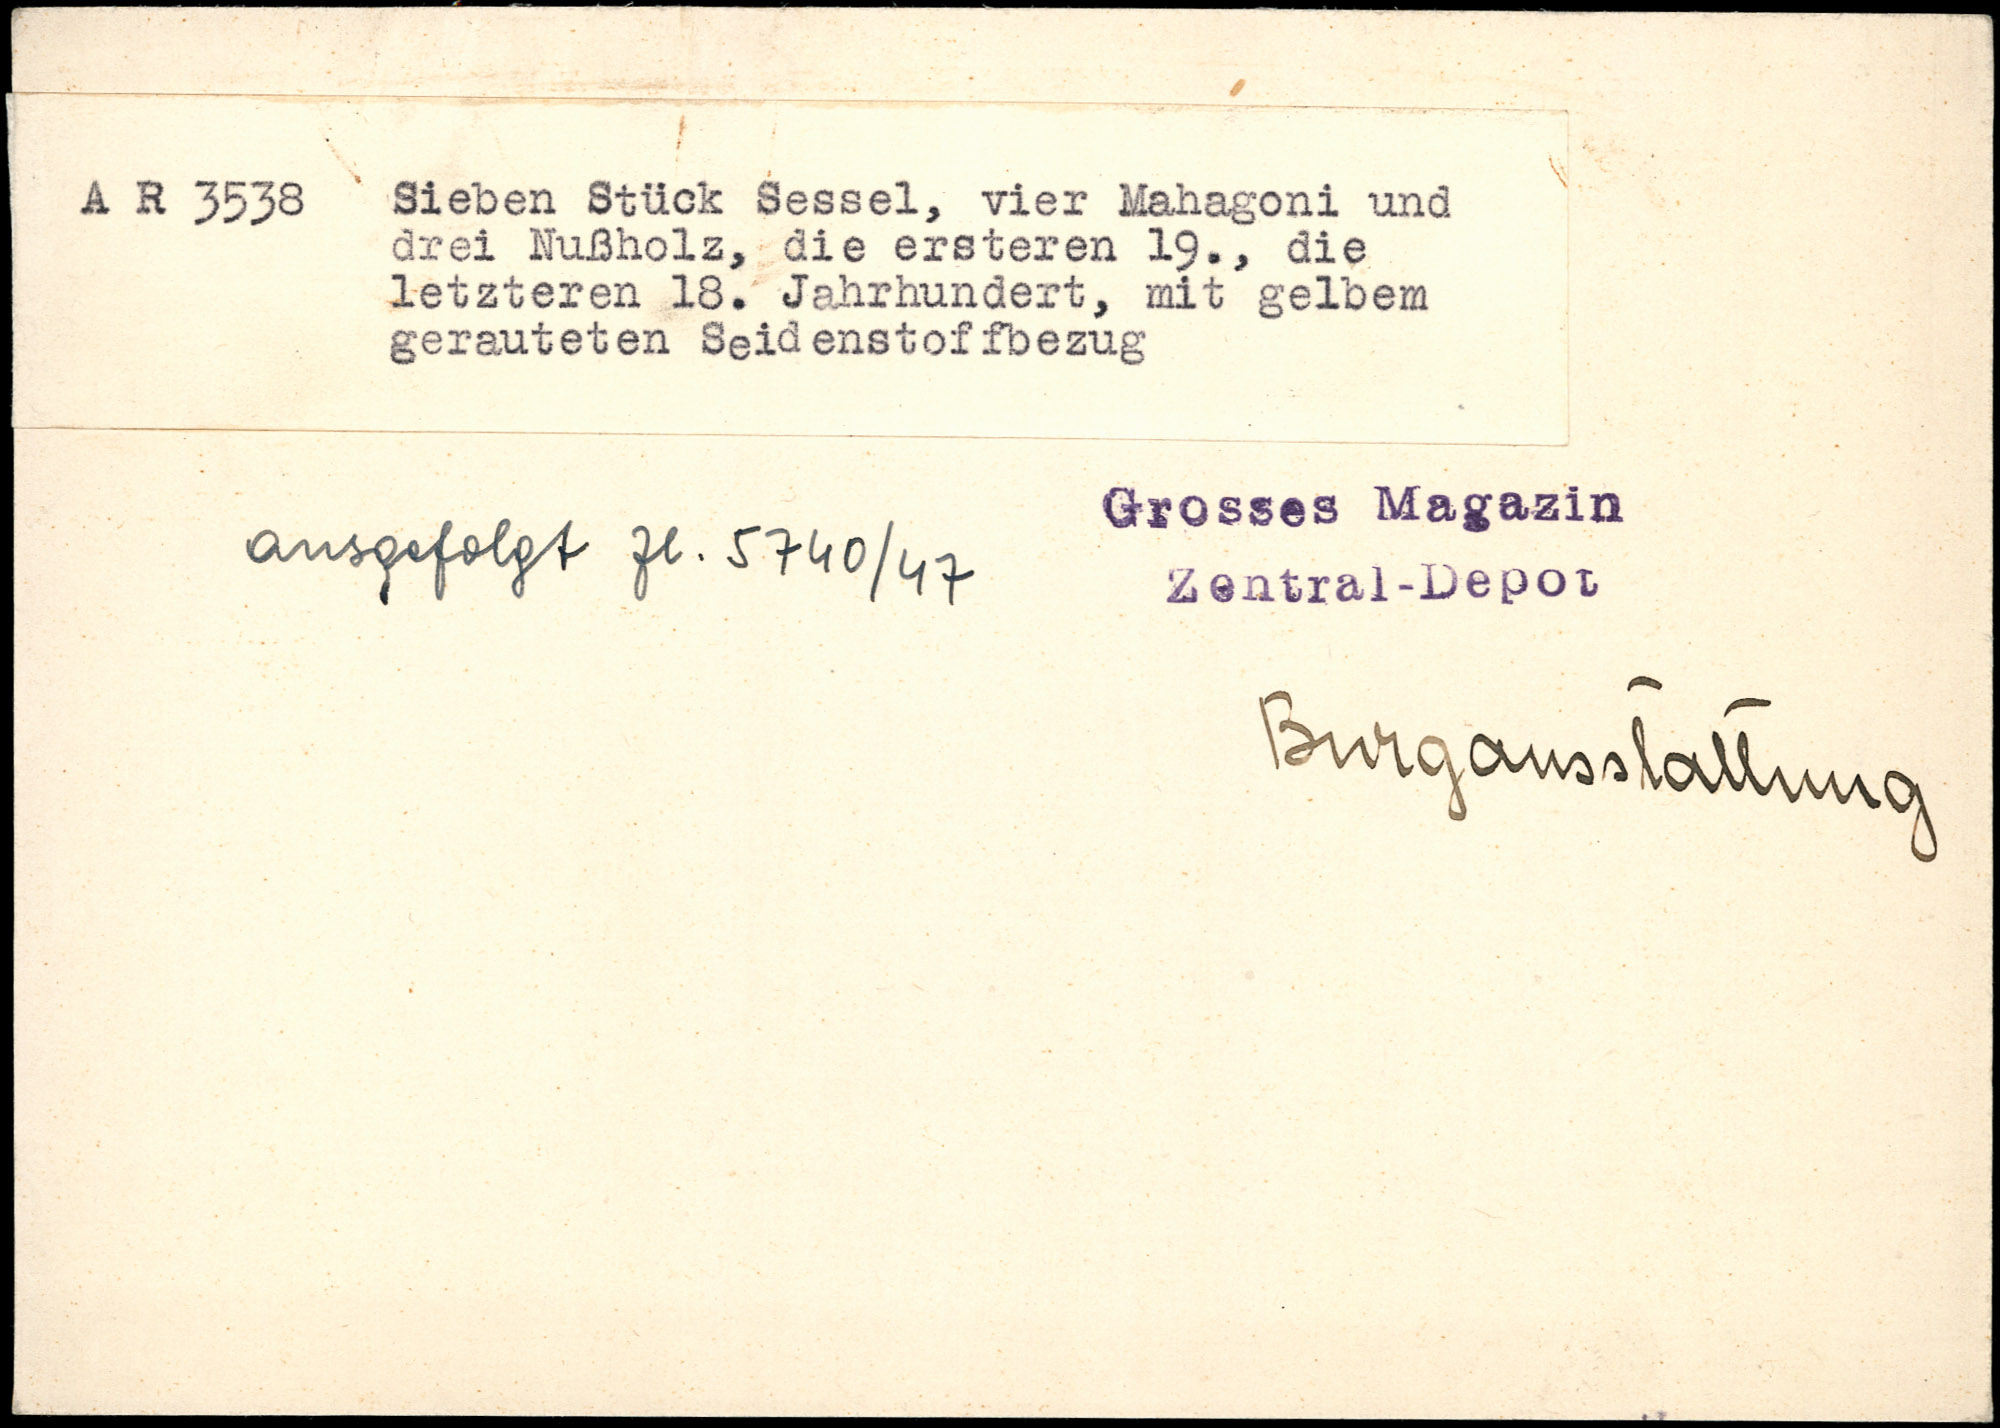 A R 3538 Sieben Stück Sessel, vier Mahagoni und
drei Nußholz, die ersteren 19., die
letzteren 18. Jahrhundert, mit gelbem
gerauteten Seidenstoffbezug
Grosses Magazin
ausgefolgt Zl. 5740/47
Zentral-Depot
Burgausstattung